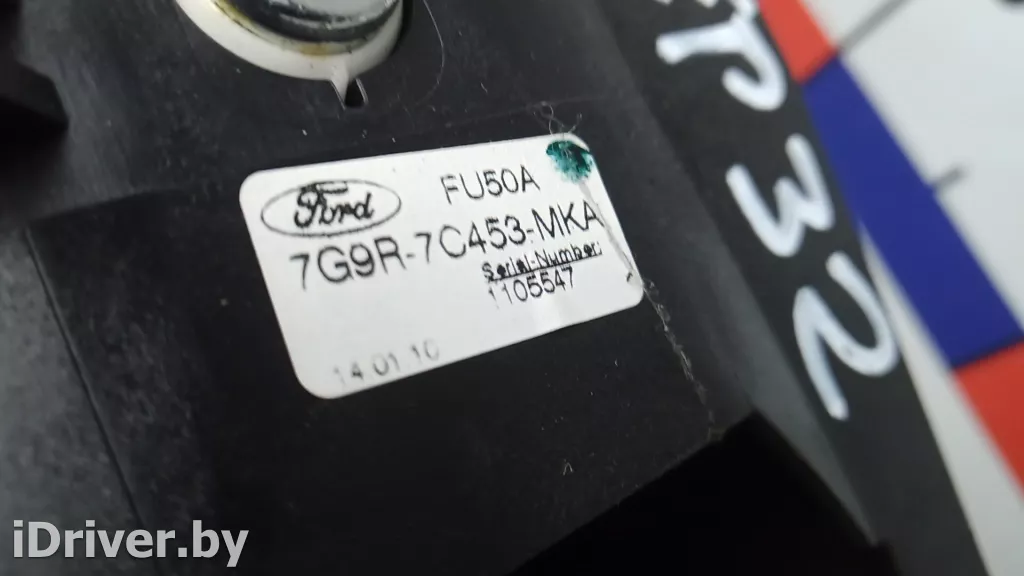 Ford
FU50A
7G9R-7C453-MKA
Serial-Number:
1105547
14.01.10
iDriver.by